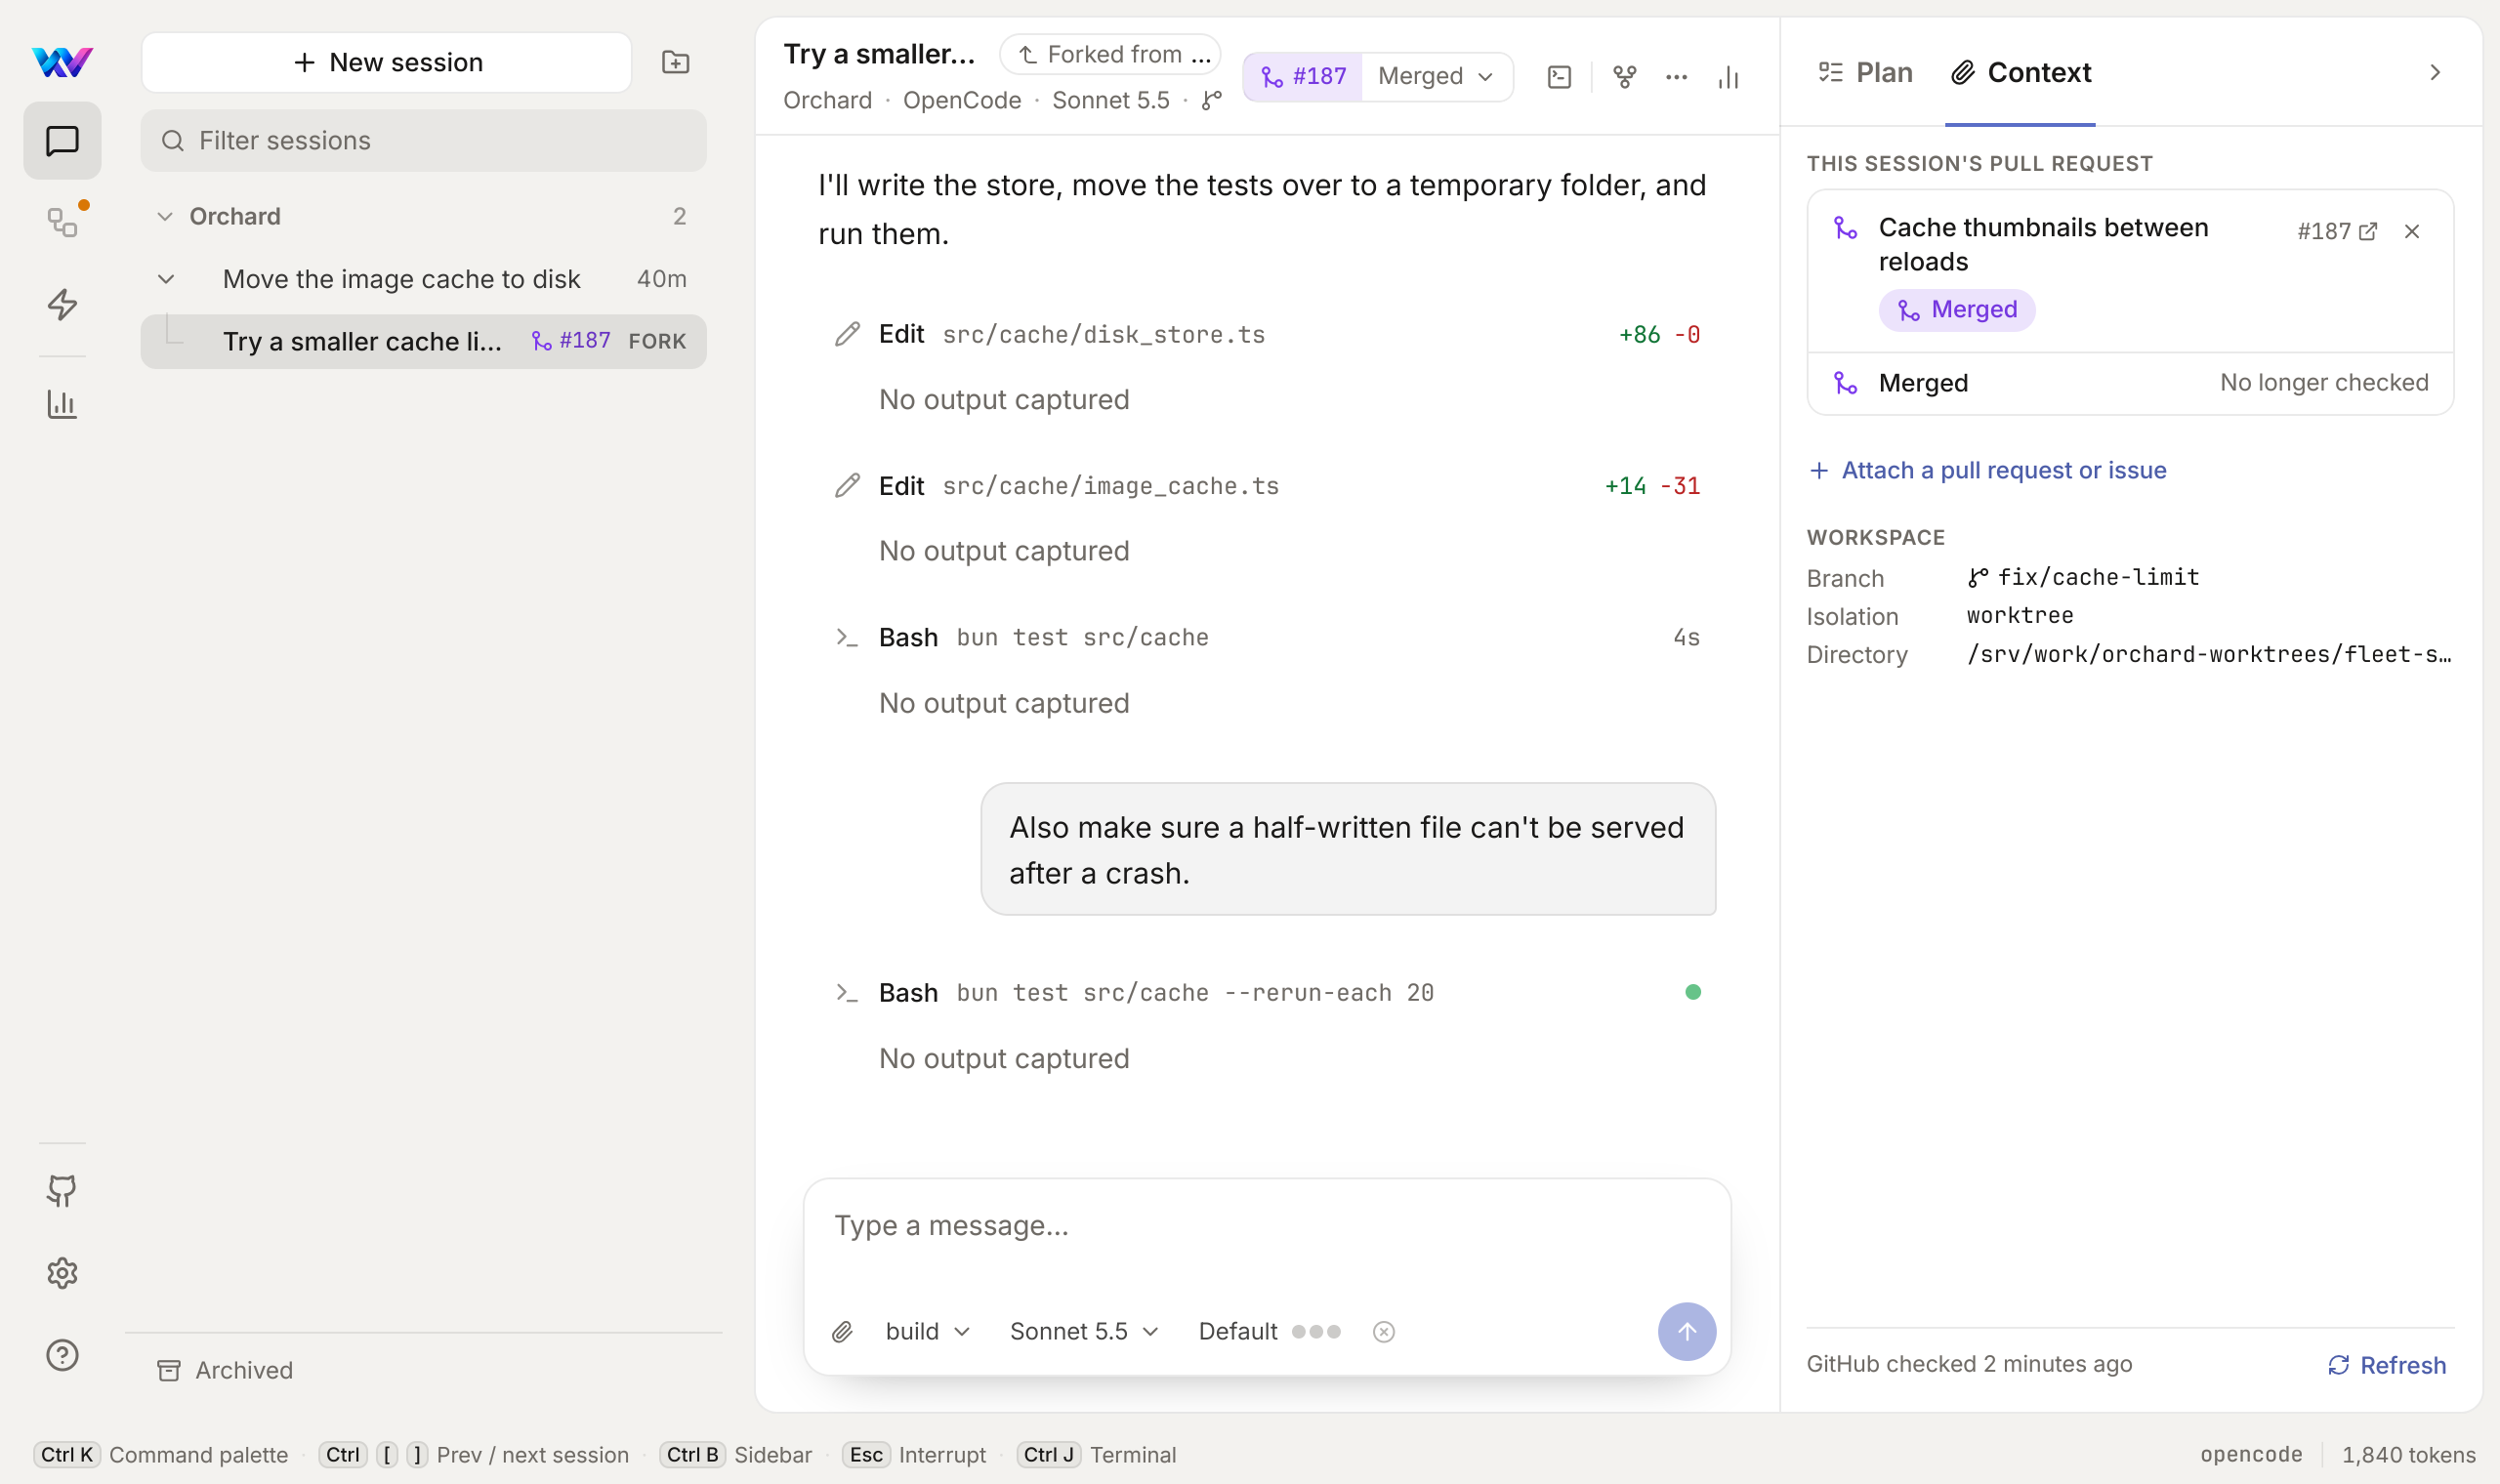 New session
Filter sessions
Orchard 2
Move the image cache to disk 40m
Try a smaller cache li... #187 FORK
Archived
Try a smaller... Forked from ...
Orchard · OpenCode · Sonnet 5.5 ·
#187 Merged
I'll write the store, move the tests over to a temporary folder, and
run them.
Edit src/cache/disk_store.ts +86 -0
No output captured
Edit src/cache/image_cache.ts +14 -31
No output captured
Bash bun test src/cache 4s
No output captured
Also make sure a half-written file can't be served
after a crash.
Bash bun test src/cache --rerun-each 20
No output captured
Type a message...
build Sonnet 5.5 Default
Plan Context
THIS SESSION'S PULL REQUEST
Cache thumbnails between
reloads
#187
Merged
Merged No longer checked
+ Attach a pull request or issue
WORKSPACE
Branch fix/cache-limit
Isolation worktree
Directory /srv/work/orchard-worktrees/fleet-s...
GitHub checked 2 minutes ago Refresh
Ctrl K Command palette · Ctrl [ ] Prev / next session · Ctrl B Sidebar · Esc Interrupt · Ctrl J Terminal
opencode 1,840 tokens